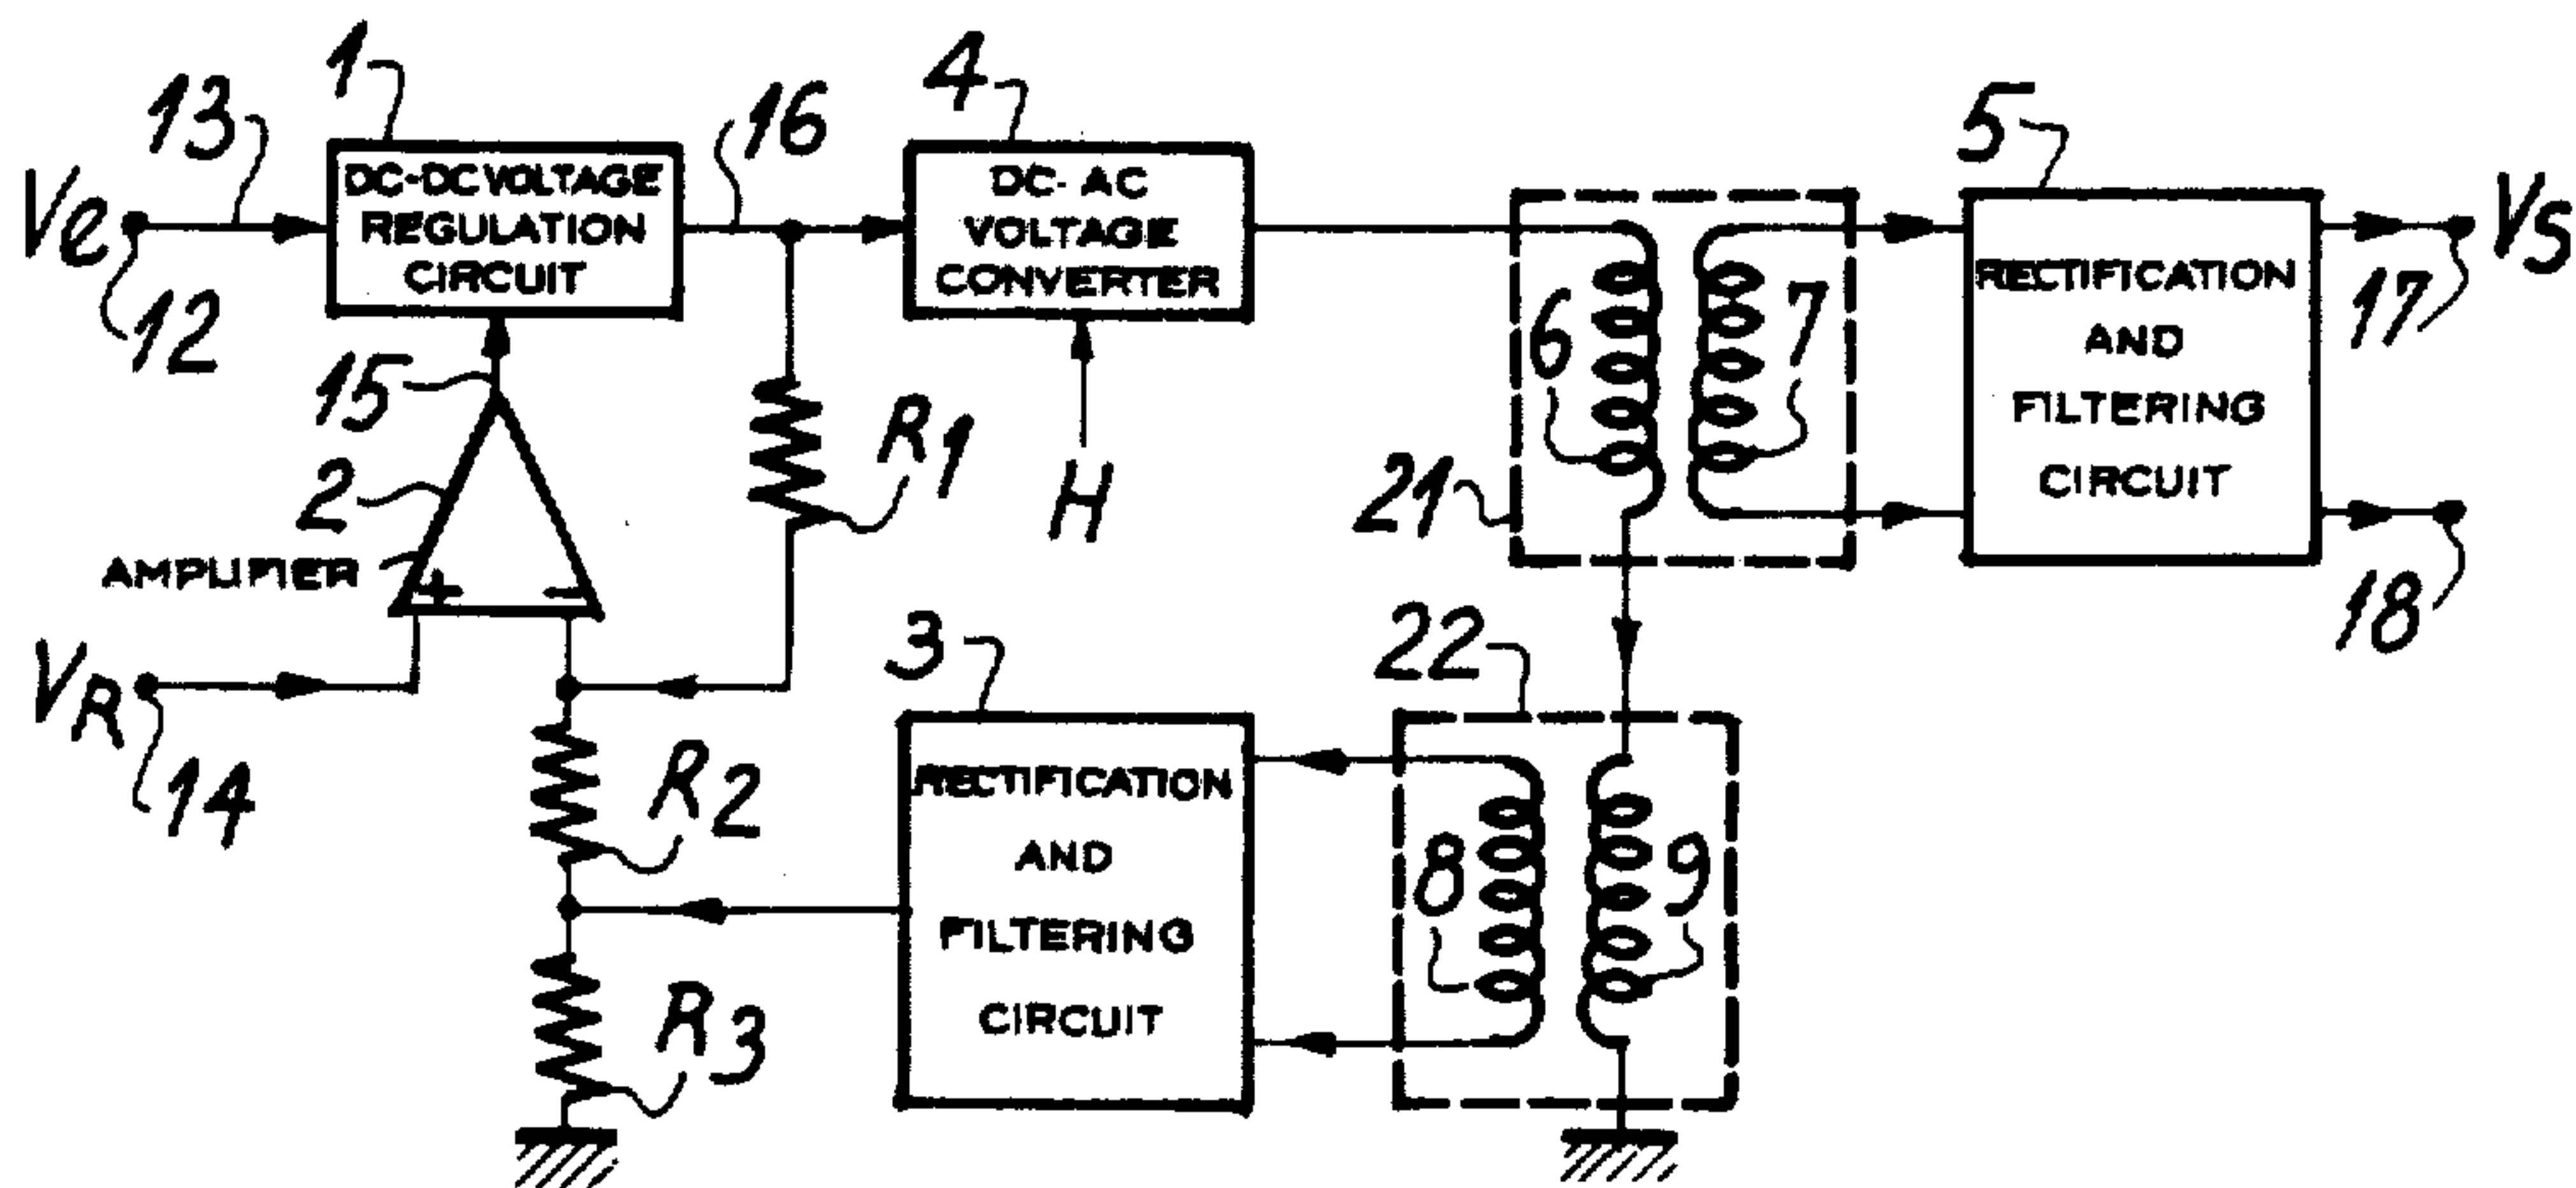 1
4
13
16
5
DC-DC VOLTAGE
REGULATION
CIRCUIT
DC-AC
VOLTAGE
CONVERTER
Ve
VS
12
RECTIFICATION
AND
FILTERING
CIRCUIT
17
6
7
15
R1
2
H
21
AMPLIFIER
+
-
18
22
3
VR
14
R2
RECTIFICATION
AND
FILTERING
CIRCUIT
8
9
R3